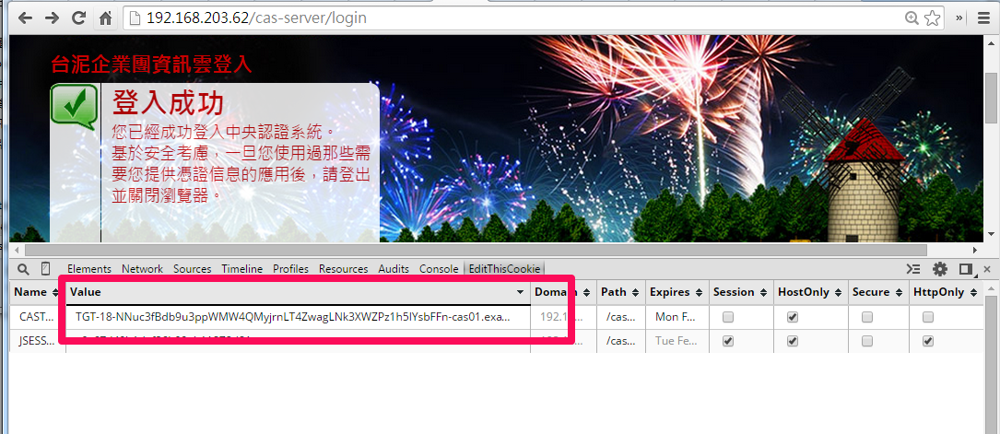 192.168.203.62/cas-server/login
台泥企業團資訊雲登入
登入成功
您已經成功登入中央認證系統。
基於安全考慮，一旦您使用過那些需
要您提供憑證信息的應用後，請登出
並關閉瀏覽器。
Elements Network Sources Timeline Profiles Resources Audits Console EditThisCookie
Name Value Domain Path Expires Session HostOnly Secure HttpOnly
CAST... TGT-18-NNuc3fBdb9u3ppWMW4QMyjrnLT4ZwagLNk3XWZPz1h5lYsbFFn-cas01.exa... 192.1... /cas... Mon F...
JSESS... /cas... Tue Fe...